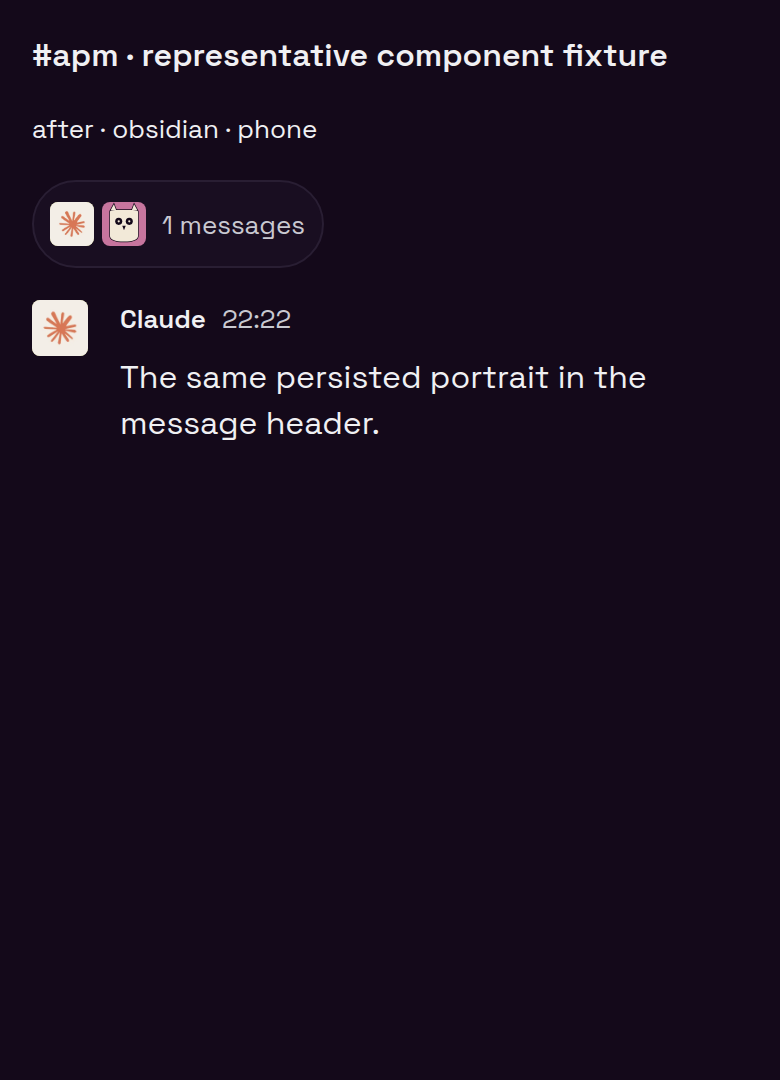 #apm · representative component fixture
after · obsidian · phone
1 messages
Claude 22:22
The same persisted portrait in the
message header.